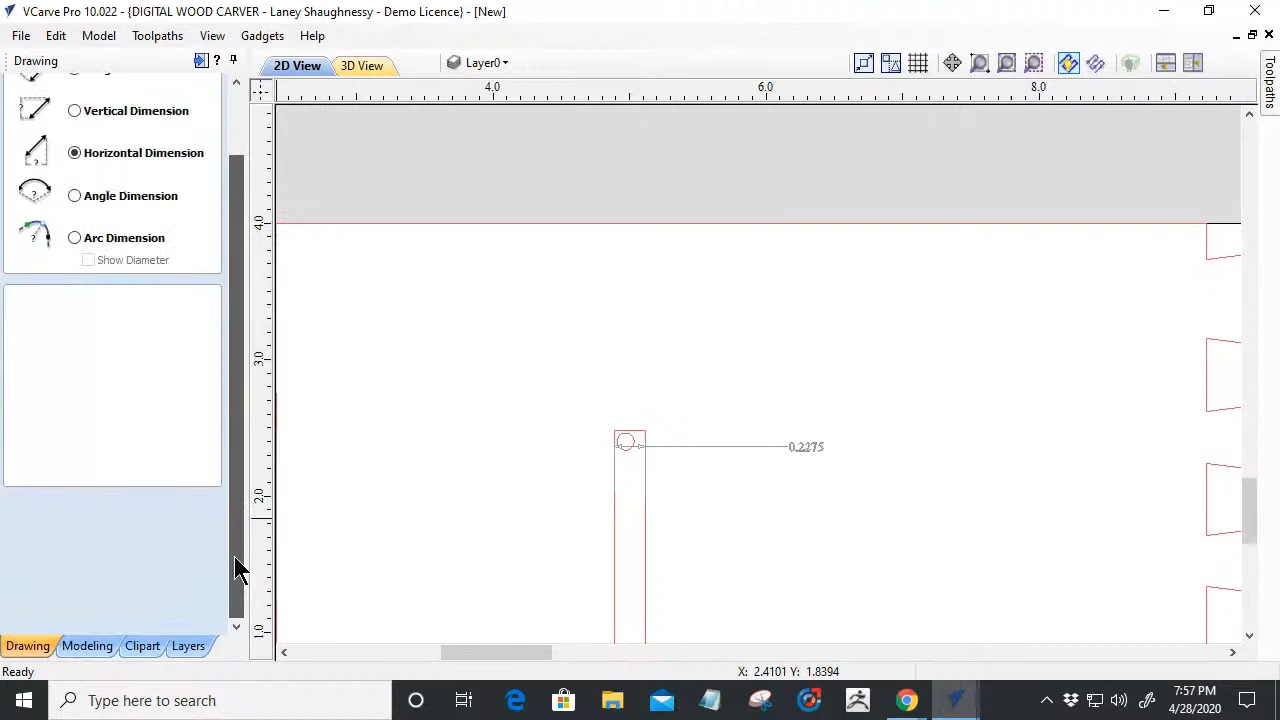 VCarve Pro 10.022 - {DIGITAL WOOD CARVER - Laney Shaughnessy - Demo Licence} - [New]
File Edit Model Toolpaths View Gadgets Help
Drawing ?
2D View 3D View Layer0
4.0 6.0 8.0
Vertical Dimension
Horizontal Dimension
Angle Dimension
Arc Dimension
Show Diameter
4.0
3.0
2.0
1.0
0.2275
Toolpaths
Drawing Modeling Clipart Layers
Ready X: 2.4101 Y: 1.8394
Type here to search
7:57 PM
4/28/2020